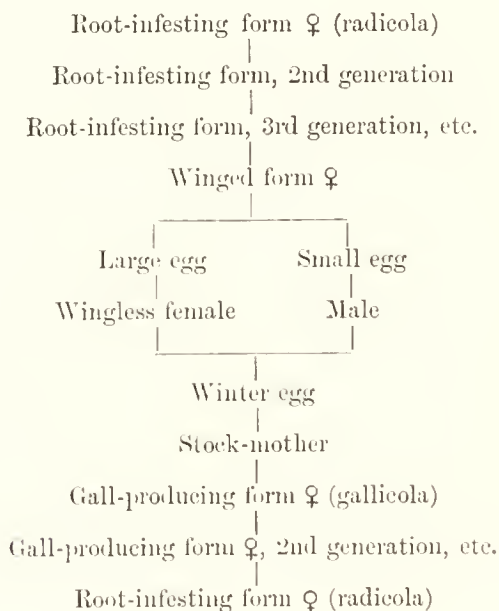 Root-infesting form ♀ (radicola)
Root-infesting form, 2nd generation
Root-infesting form, 3rd generation, etc.
Winged form ♀
Large egg Small egg
Wingless female Male
Winter egg
Stock-mother
Gall-producing form ♀ (gallicola)
Gall-producing form ♀, 2nd generation, etc.
Root-infesting form ♀ (radicola)